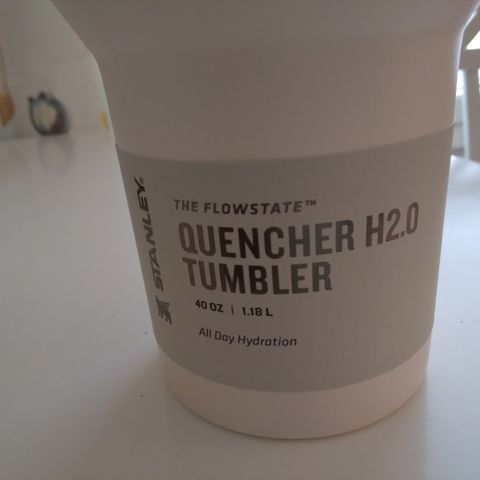 STANLEY®
THE FLOWSTATE™
QUENCHER H2.0
TUMBLER
40 OZ | 1.18 L
All Day Hydration